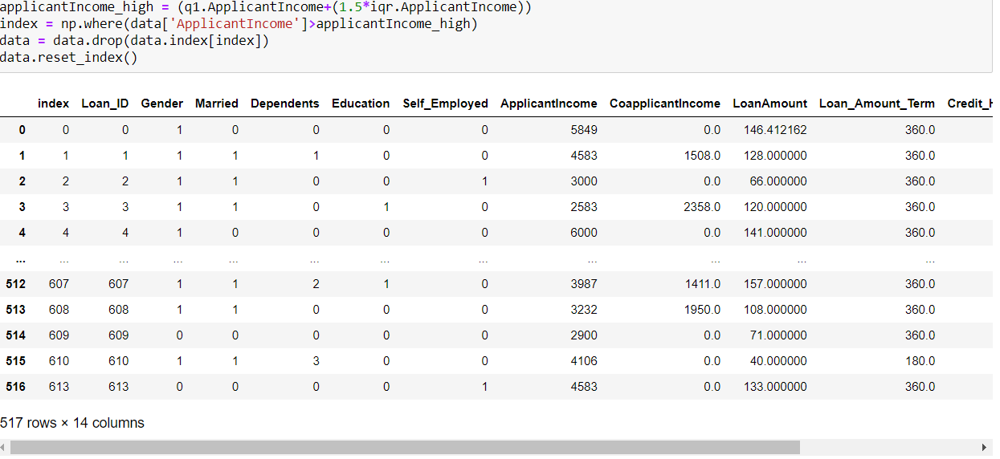 applicantIncome_high = (q1.ApplicantIncome+(1.5*iqr.ApplicantIncome))
index = np.where(data['ApplicantIncome']>applicantIncome_high)
data = data.drop(data.index[index])
data.reset_index()
index Loan_ID Gender Married Dependents Education Self_Employed ApplicantIncome CoapplicantIncome LoanAmount Loan_Amount_Term Credit_H
0 0 0 1 0 0 0 0 5849 0.0 146.412162 360.0
1 1 1 1 1 1 0 0 4583 1508.0 128.000000 360.0
2 2 2 1 1 0 0 1 3000 0.0 66.000000 360.0
3 3 3 1 1 0 1 0 2583 2358.0 120.000000 360.0
4 4 4 1 0 0 0 0 6000 0.0 141.000000 360.0
... ... ... ... ... ... ... ... ... ... ... ...
512 607 607 1 1 2 1 0 3987 1411.0 157.000000 360.0
513 608 608 1 1 0 0 0 3232 1950.0 108.000000 360.0
514 609 609 0 0 0 0 0 2900 0.0 71.000000 360.0
515 610 610 1 1 3 0 0 4106 0.0 40.000000 180.0
516 613 613 0 0 0 0 1 4583 0.0 133.000000 360.0
517 rows × 14 columns